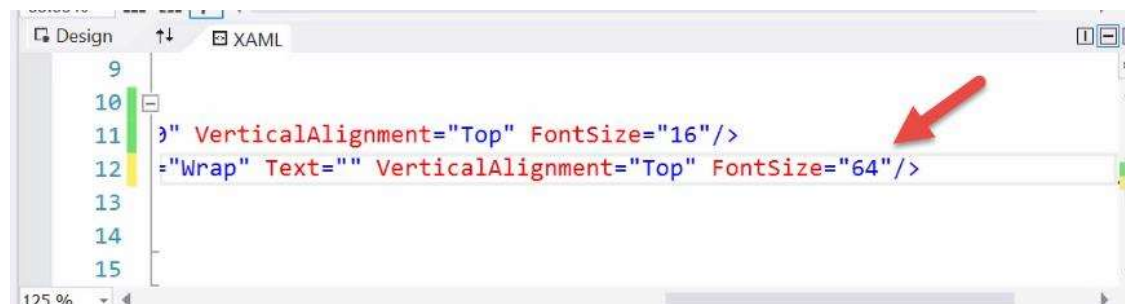 Design XAML
9
10
11 0" VerticalAlignment="Top" FontSize="16"/>
12 ="Wrap" Text="" VerticalAlignment="Top" FontSize="64"/>
13
14
15
125 %